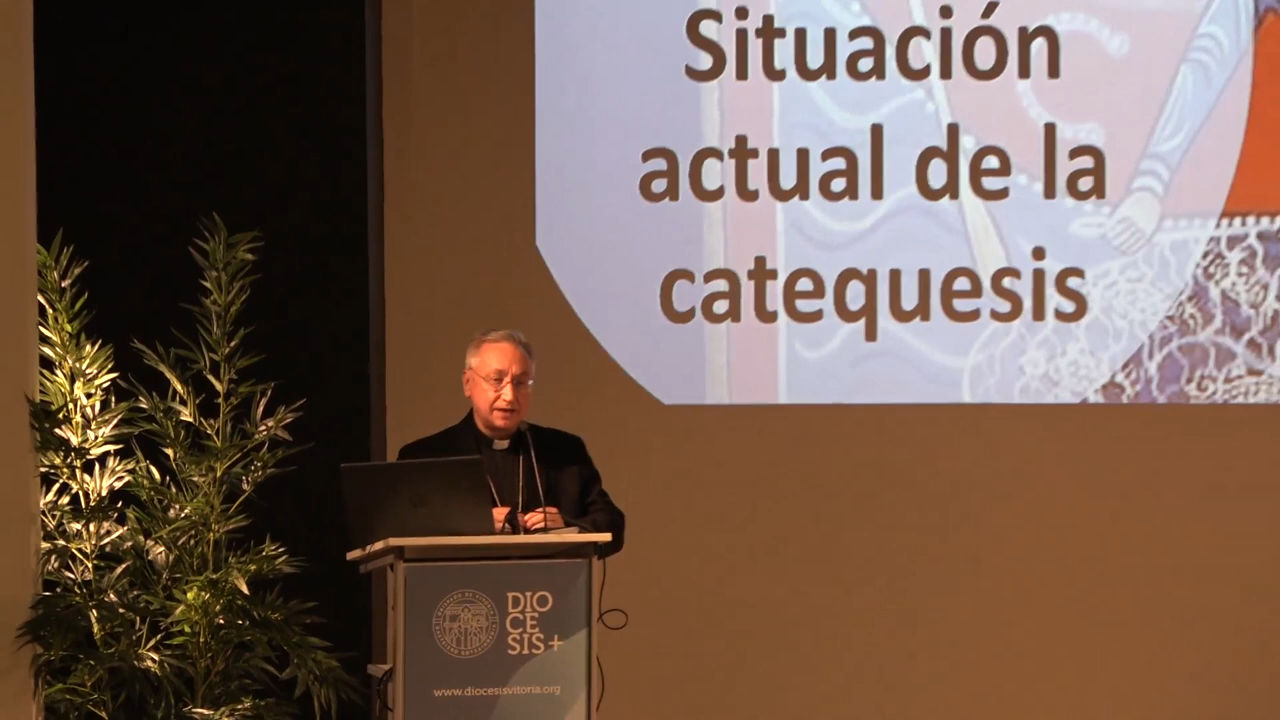 Situación
actual de la
catequesis
DIO
CE
SIS+
www.diocesisvitoria.org